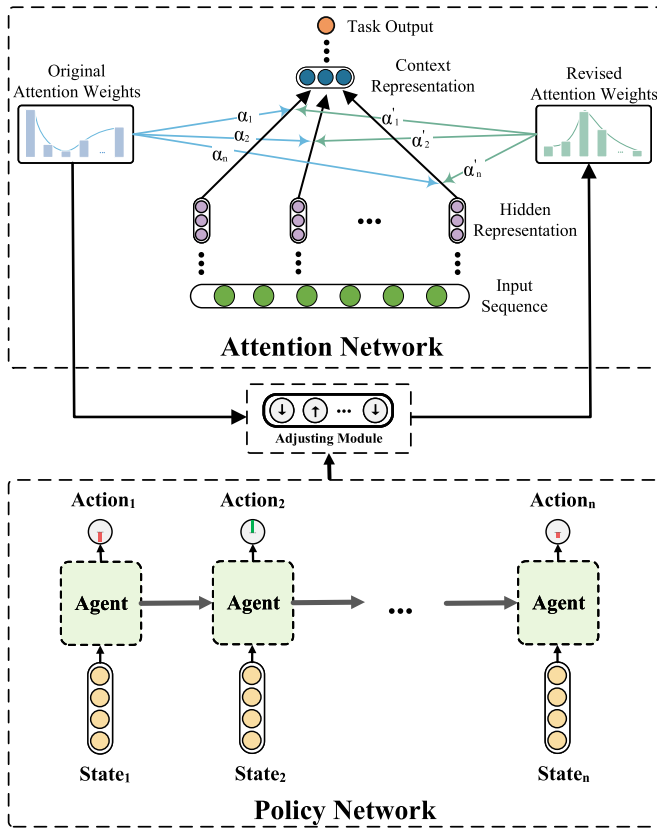 Task Output
Original
Attention Weights
Context
Representation
Revised
Attention Weights
α₁
α'₁
α₂
α'₂
αₙ
α'ₙ
...
...
Hidden
Representation
Input
Sequence
Attention Network
↓ ↑ ... ↓
Adjusting Module
Action₁ Action₂ Actionₙ
Agent Agent ... Agent
State₁ State₂ Stateₙ
Policy Network